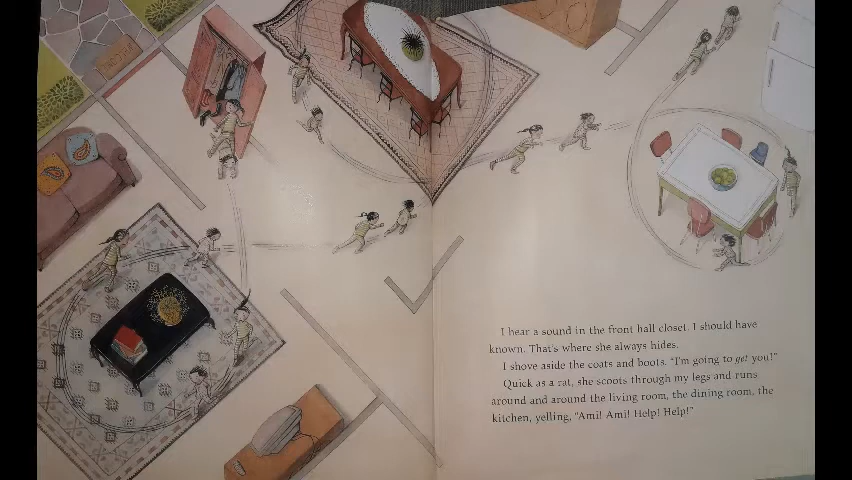 I hear a sound in the front hall closet. I should have
known. That's where she always hides.
I shove aside the coats and boots. "I'm going to get you!"
Quick as a rat, she scoots through my legs and runs
around and around the living room, the dining room, the
kitchen, yelling, "Ami! Ami! Help! Help!"